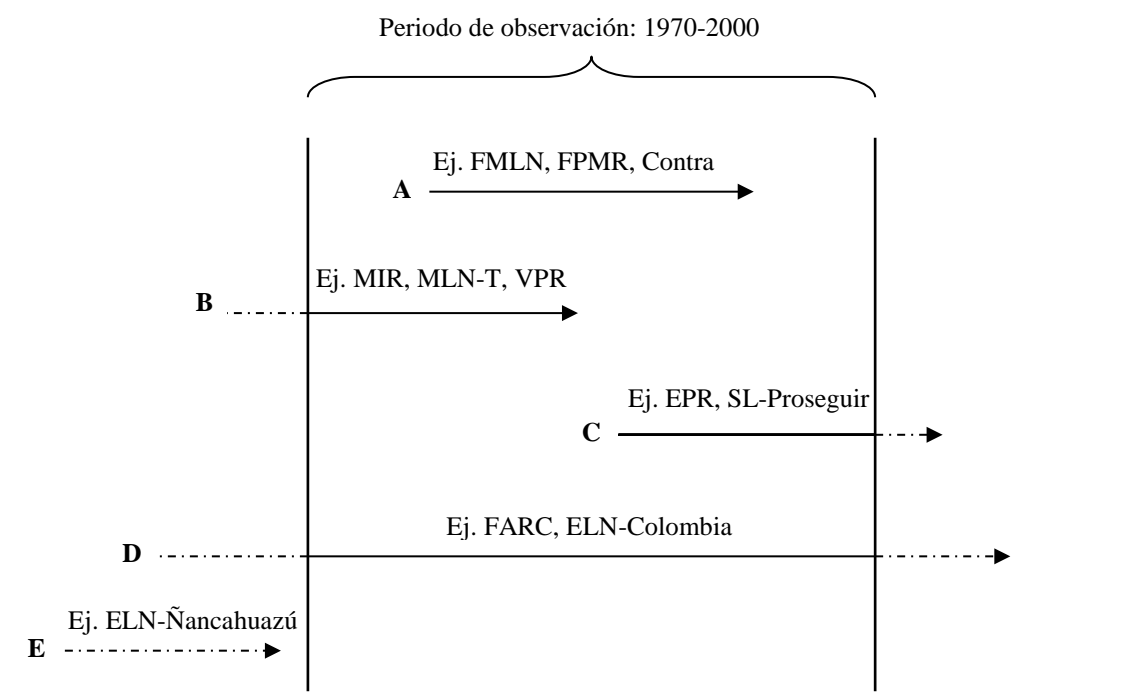 Periodo de observación: 1970-2000
Ej. FMLN, FPMR, Contra
A
Ej. MIR, MLN-T, VPR
B
Ej. EPR, SL-Proseguir
C
Ej. FARC, ELN-Colombia
D
Ej. ELN-Ñancahuazú
E